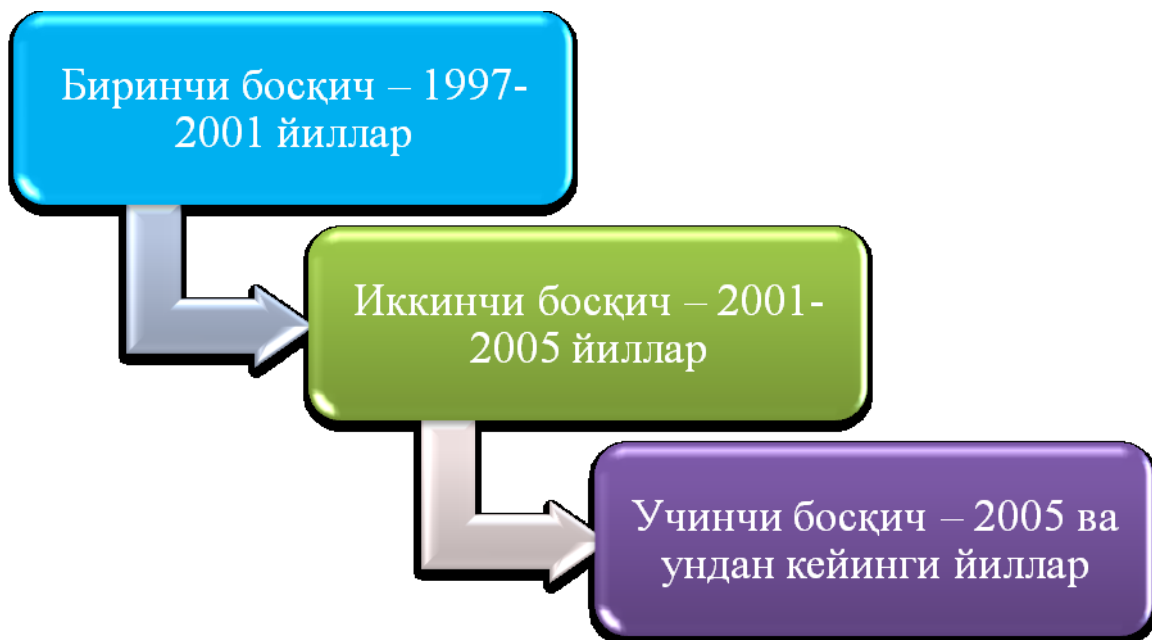 Биринчи босқич – 1997-
2001 йиллар
Иккинчи босқич – 2001-
2005 йиллар
Учинчи босқич – 2005 ва
ундан кейинги йиллар